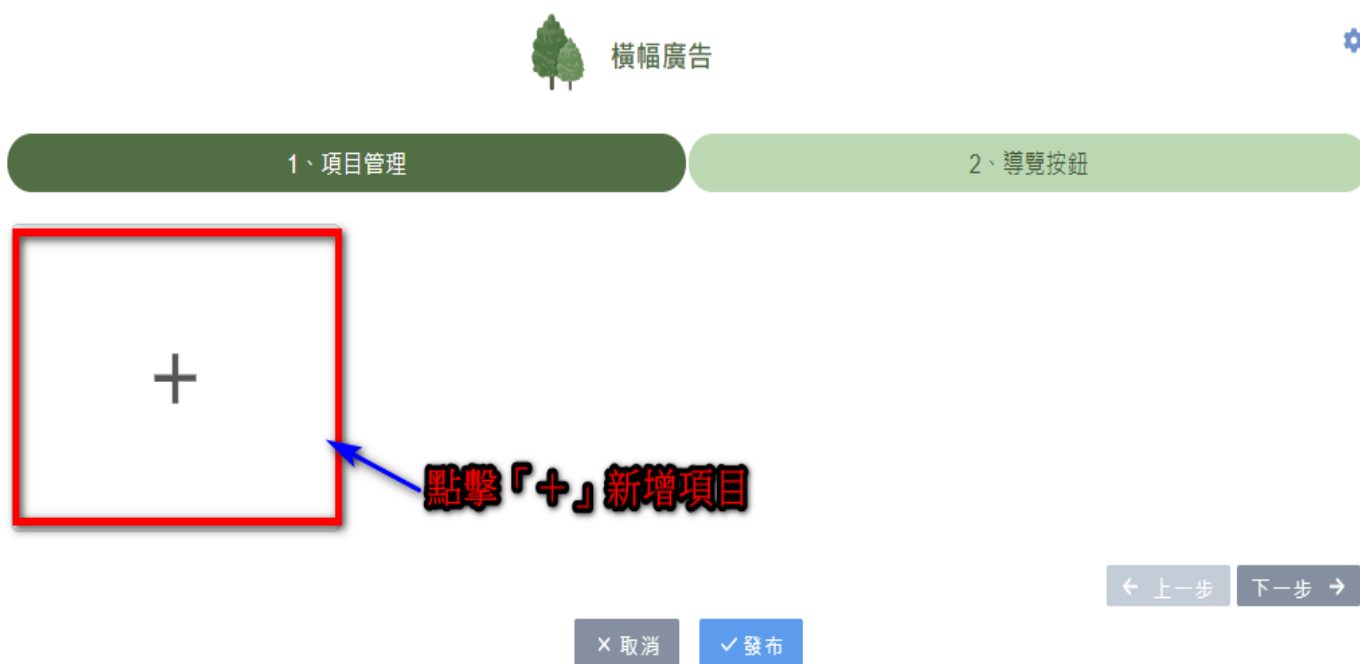 橫幅廣告
1、項目管理
2、導覽按鈕
+
點擊「＋」新增項目
← 上一步
下一步 →
× 取消
✓ 發布